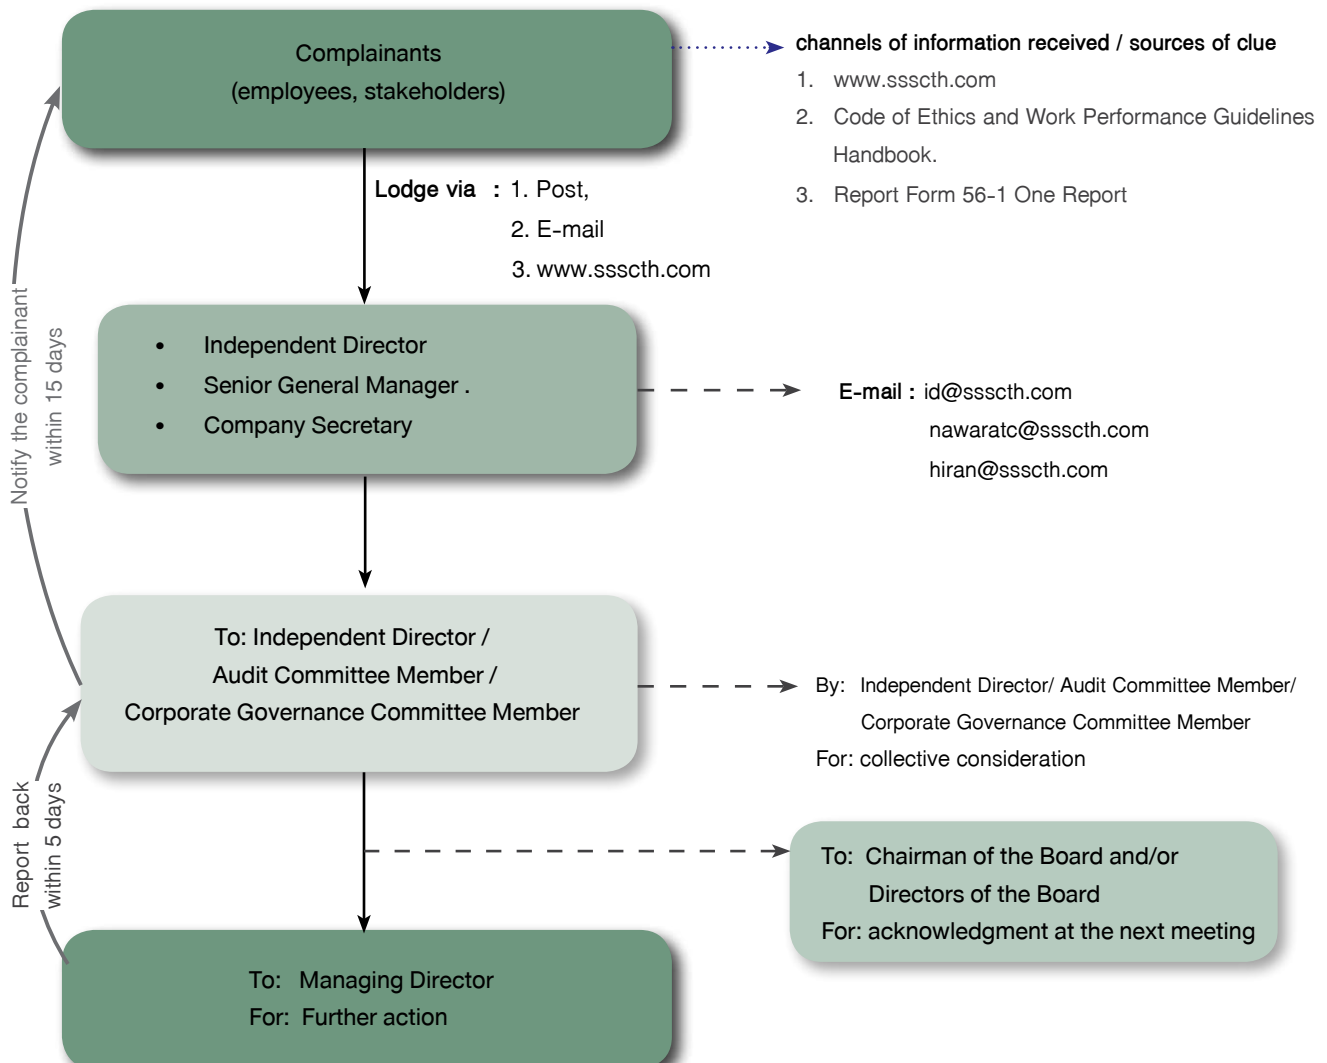 Complainants
(employees, stakeholders)
channels of information received / sources of clue
1. www.ssscth.com
2. Code of Ethics and Work Performance Guidelines
Handbook.
3. Report Form 56-1 One Report
Lodge via : 1. Post,
2. E-mail
3. www.ssscth.com
• Independent Director
• Senior General Manager .
• Company Secretary
E-mail : id@ssscth.com
nawaratc@ssscth.com
hiran@ssscth.com
Notify the complainant
within 15 days
To: Independent Director /
Audit Committee Member /
Corporate Governance Committee Member
By: Independent Director/ Audit Committee Member/
Corporate Governance Committee Member
For: collective consideration
Report back
within 5 days
To: Chairman of the Board and/or
Directors of the Board
For: acknowledgment at the next meeting
To: Managing Director
For: Further action